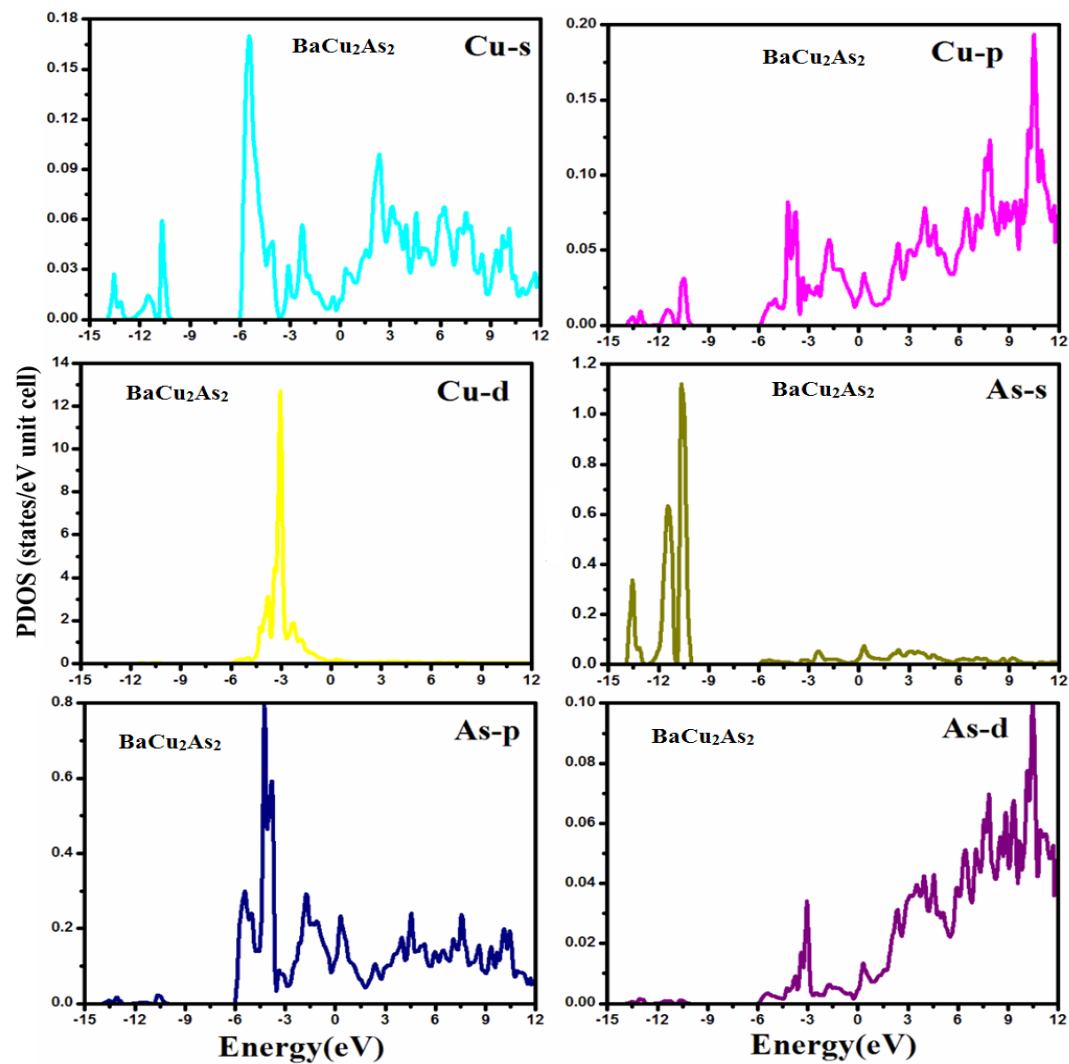 BaCu₂As₂ Cu-s
0.18
0.15
0.12
0.09
0.06
0.03
0.00
-15 -12 -9 -6 -3 0 3 6 9 12
BaCu₂As₂ Cu-p
0.20
0.15
0.10
0.05
0.00
-15 -12 -9 -6 -3 0 3 6 9 12
PDOS (states/eV unit cell)
BaCu₂As₂ Cu-d
14
12
10
8
6
4
2
0
-15 -12 -9 -6 -3 0 3 6 9 12
BaCu₂As₂ As-s
1.2
1.0
0.8
0.6
0.4
0.2
0.0
-15 -12 -9 -6 -3 0 3 6 9 12
BaCu₂As₂ As-p
0.8
0.6
0.4
0.2
0.0
-15 -12 -9 -6 -3 0 3 6 9 12
Energy(eV)
BaCu₂As₂ As-d
0.10
0.08
0.06
0.04
0.02
0.00
-15 -12 -9 -6 -3 0 3 6 9 12
Energy(eV)